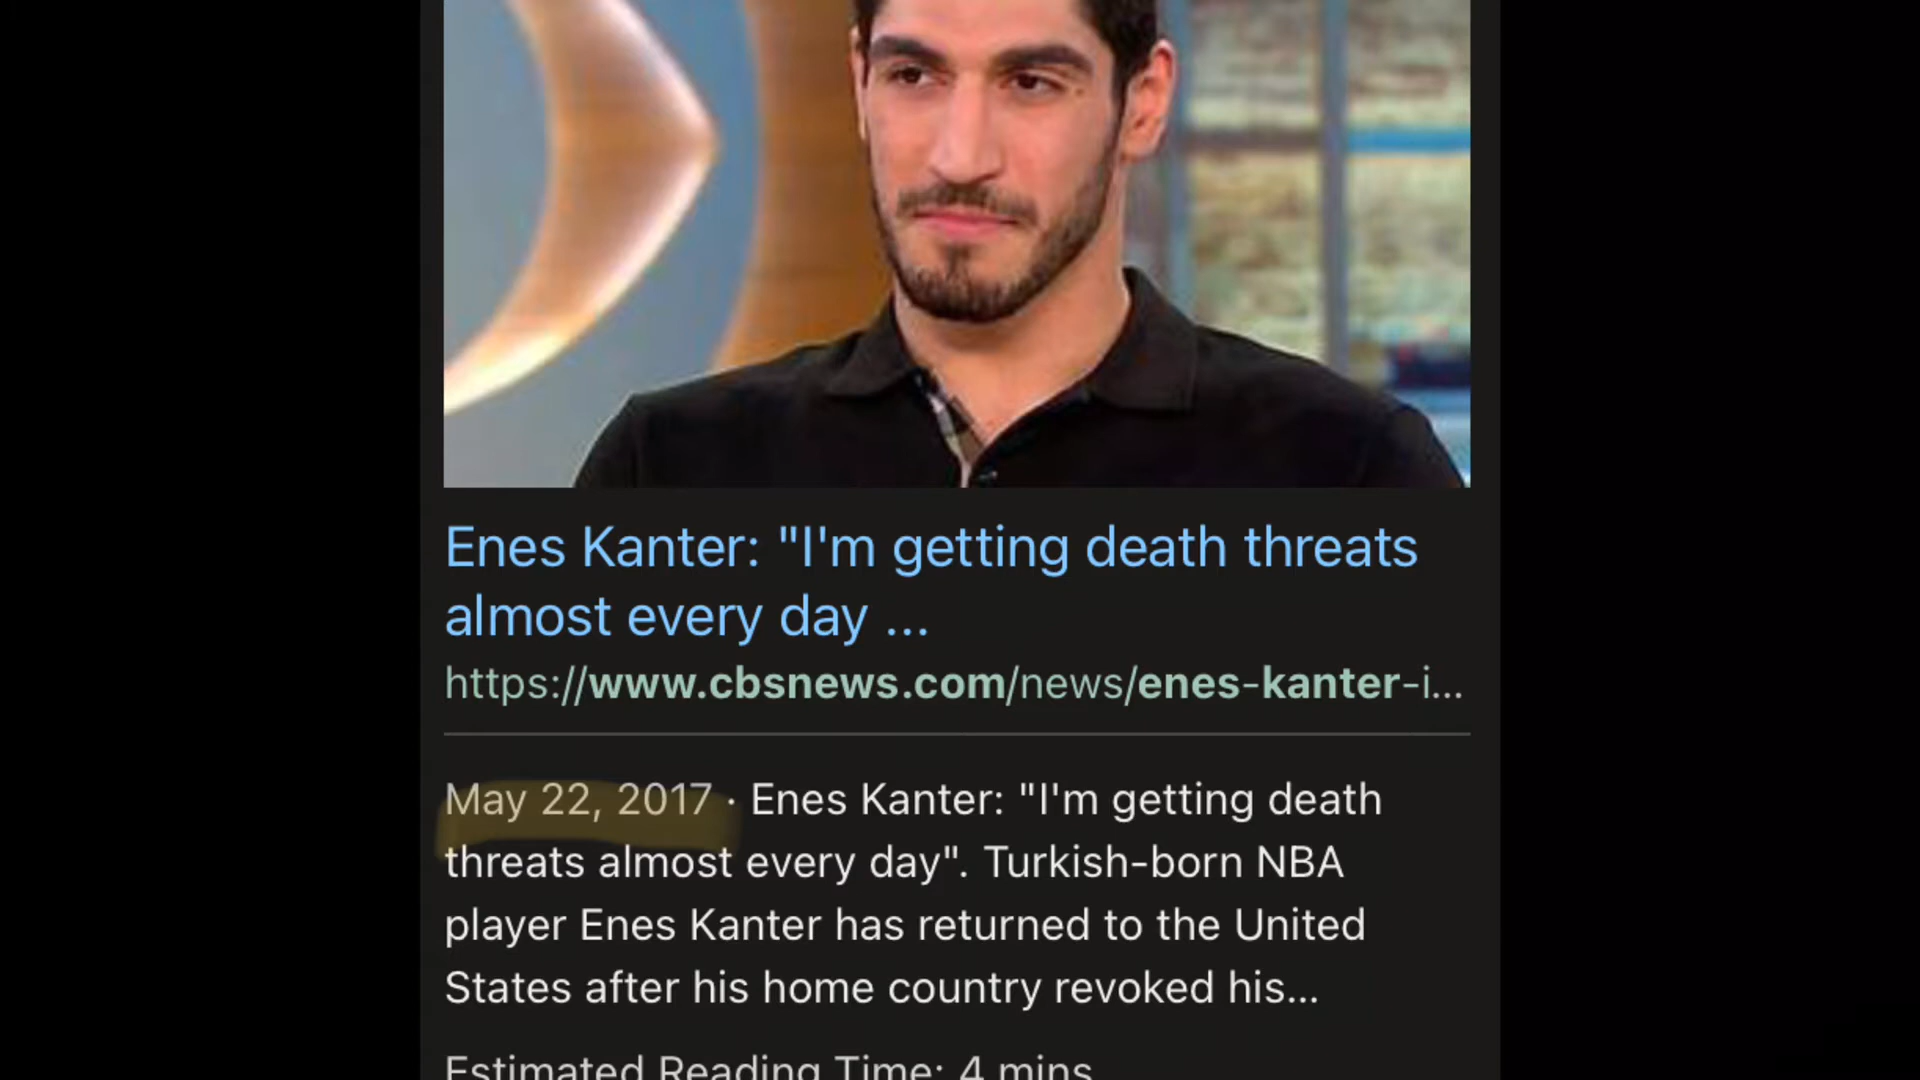 Enes Kanter: "I'm getting death threats
almost every day ...
https://www.cbsnews.com/news/enes-kanter-i...
May 22, 2017 · Enes Kanter: "I'm getting death
threats almost every day". Turkish-born NBA
player Enes Kanter has returned to the United
States after his home country revoked his...
Estimated Reading Time: 4 mins